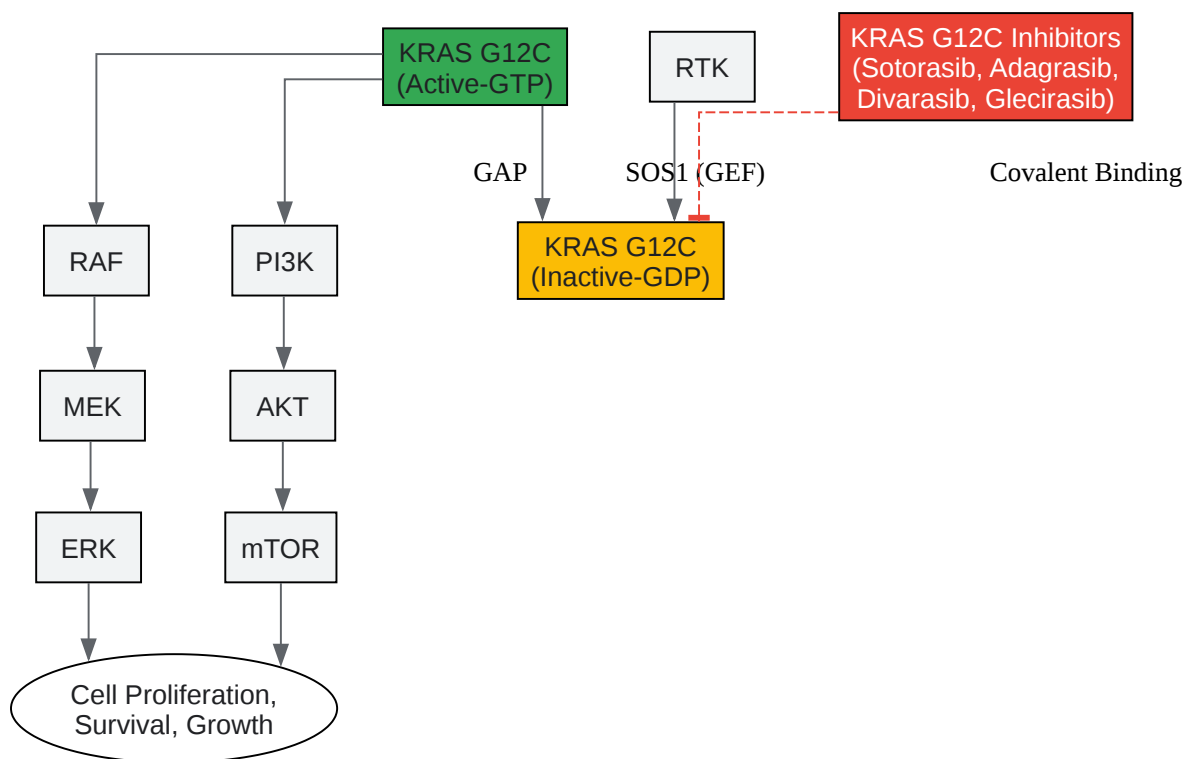 KRAS G12C
(Active-GTP)
RTK
KRAS G12C Inhibitors
(Sotorasib, Adagrasib,
Divarasib, Glecirasib)
GAP
SOS1 (GEF)
Covalent Binding
RAF
PI3K
KRAS G12C
(Inactive-GDP)
MEK
AKT
ERK
mTOR
Cell Proliferation,
Survival, Growth